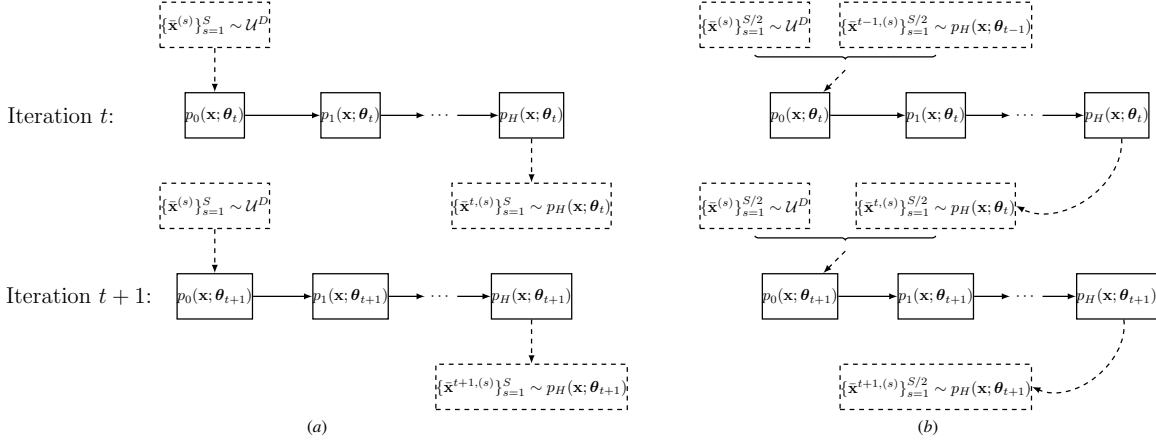 {x̄^{(s)}}_{s=1}^{S} ∼ 𝒰^D
{x̄^{(s)}}_{s=1}^{S/2} ∼ 𝒰^D
{x̄^{t−1,(s)}}_{s=1}^{S/2} ∼ p_H(x; θ_{t−1})
Iteration t:
p_0(x; θ_t)
p_1(x; θ_t)
···
p_H(x; θ_t)
p_0(x; θ_t)
p_1(x; θ_t)
···
p_H(x; θ_t)
{x̄^{(s)}}_{s=1}^{S} ∼ 𝒰^D
{x̄^{t,(s)}}_{s=1}^{S} ∼ p_H(x; θ_t)
{x̄^{(s)}}_{s=1}^{S/2} ∼ 𝒰^D
{x̄^{t,(s)}}_{s=1}^{S/2} ∼ p_H(x; θ_t)
Iteration t + 1:
p_0(x; θ_{t+1})
p_1(x; θ_{t+1})
···
p_H(x; θ_{t+1})
p_0(x; θ_{t+1})
p_1(x; θ_{t+1})
···
p_H(x; θ_{t+1})
{x̄^{t+1,(s)}}_{s=1}^{S} ∼ p_H(x; θ_{t+1})
{x̄^{t+1,(s)}}_{s=1}^{S/2} ∼ p_H(x; θ_{t+1})
(a)
(b)